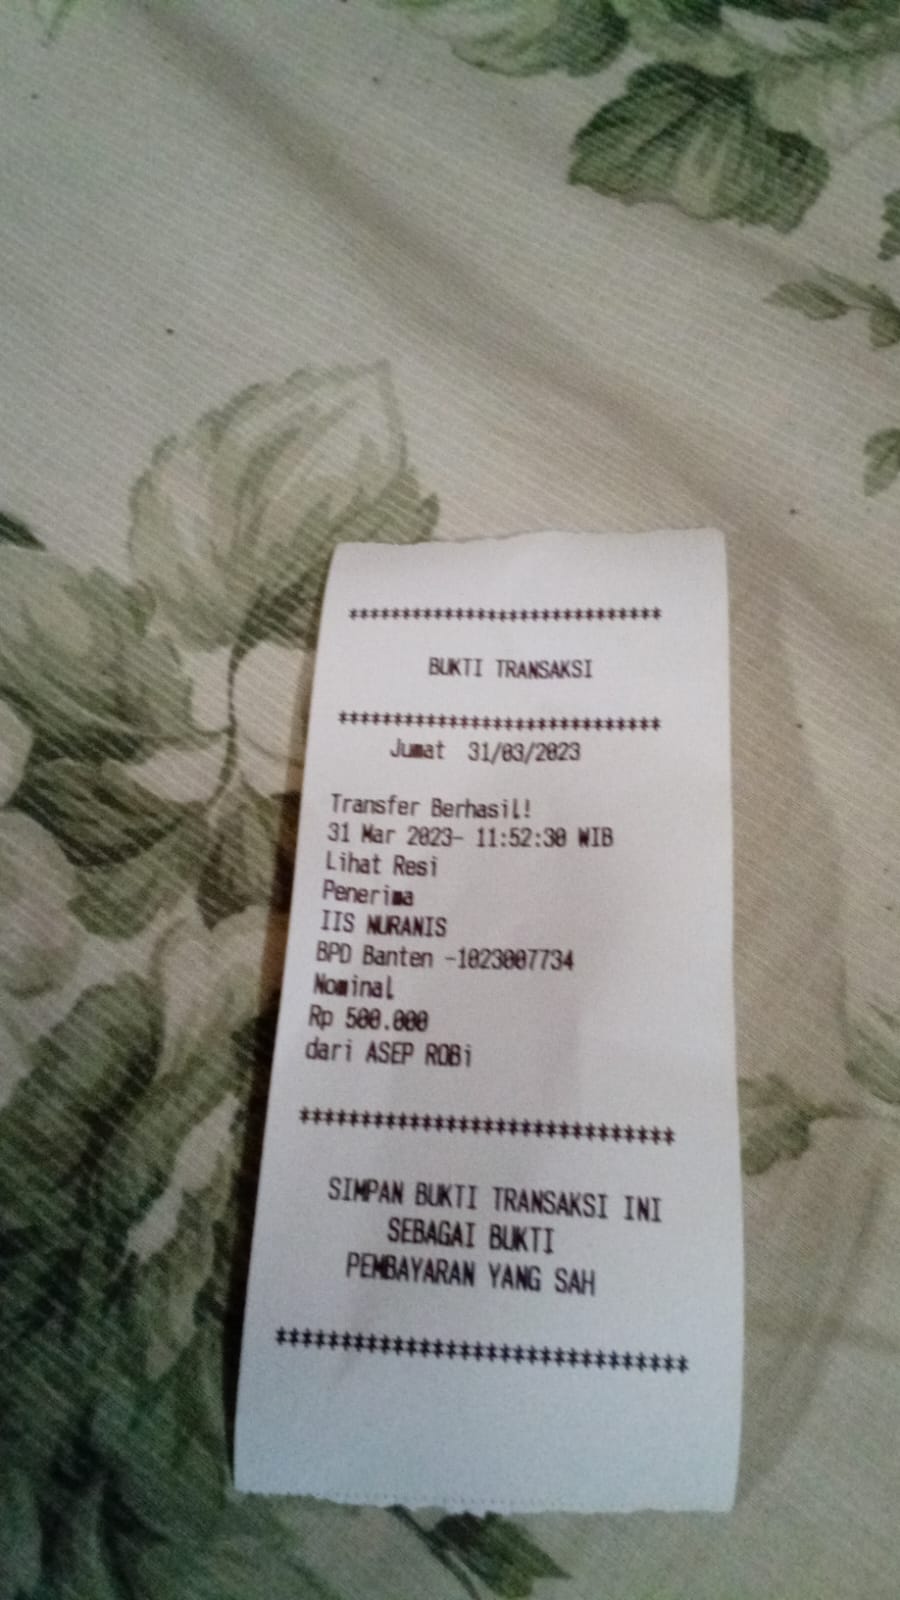 *****************************
BUKTI TRANSAKSI
*****************************
Jumat 31/03/2023
Transfer Berhasil!
31 Mar 2023- 11:52:30 WIB
Lihat Resi
Penerima
IIS NURANIS
BPD Banten -1023007734
Nominal
Rp 500.000
dari ASEP ROBi
*****************************
SIMPAN BUKTI TRANSAKSI INI
SEBAGAI BUKTI
PEMBAYARAN YANG SAH
*****************************